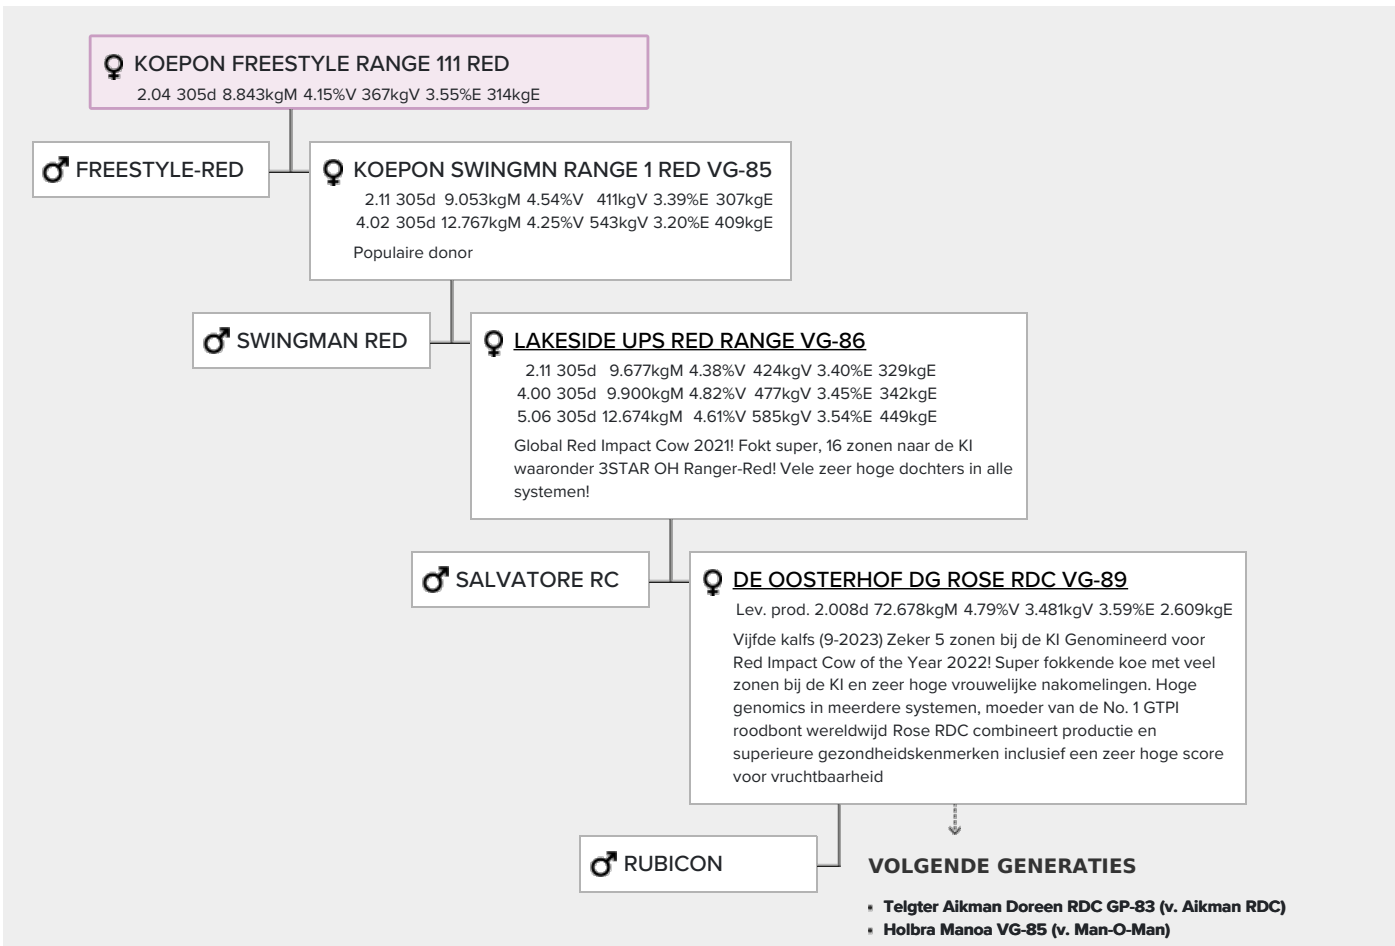 KOEPON FREESTYLE RANGE 111 RED
2.04 305d 8.843kgM 4.15%V 367kgV 3.55%E 314kgE
FREESTYLE-RED
KOEPON SWINGMN RANGE 1 RED VG-85
2.11 305d 9.053kgM 4.54%V 411kgV 3.39%E 307kgE
4.02 305d 12.767kgM 4.25%V 543kgV 3.20%E 409kgE
Populaire donor
SWINGMAN RED
LAKESIDE UPS RED RANGE VG-86
2.11 305d 9.677kgM 4.38%V 424kgV 3.40%E 329kgE
4.00 305d 9.900kgM 4.82%V 477kgV 3.45%E 342kgE
5.06 305d 12.674kgM 4.61%V 585kgV 3.54%E 449kgE
Global Red Impact Cow 2021! Fokt super, 16 zonen naar de KI
waaronder 3STAR OH Ranger-Red! Vele zeer hoge dochters in alle
systemen!
SALVATORE RC
DE OOSTERHOF DG ROSE RDC VG-89
Lev. prod. 2.008d 72.678kgM 4.79%V 3.481kgV 3.59%E 2.609kgE
Vijfde kalfs (9-2023) Zeker 5 zonen bij de KI Genomineerd voor
Red Impact Cow of the Year 2022! Super fokkende koe met veel
zonen bij de KI en zeer hoge vrouwelijke nakomelingen. Hoge
genomics in meerdere systemen, moeder van de No. 1 GTPI
roodbont wereldwijd Rose RDC combineert productie en
superieure gezondheidskenmerken inclusief een zeer hoge score
voor vruchtbaarheid
RUBICON
VOLGENDE GENERATIES
Telgter Aikman Doreen RDC GP-83 (v. Aikman RDC)
Holbra Manoa VG-85 (v. Man-O-Man)